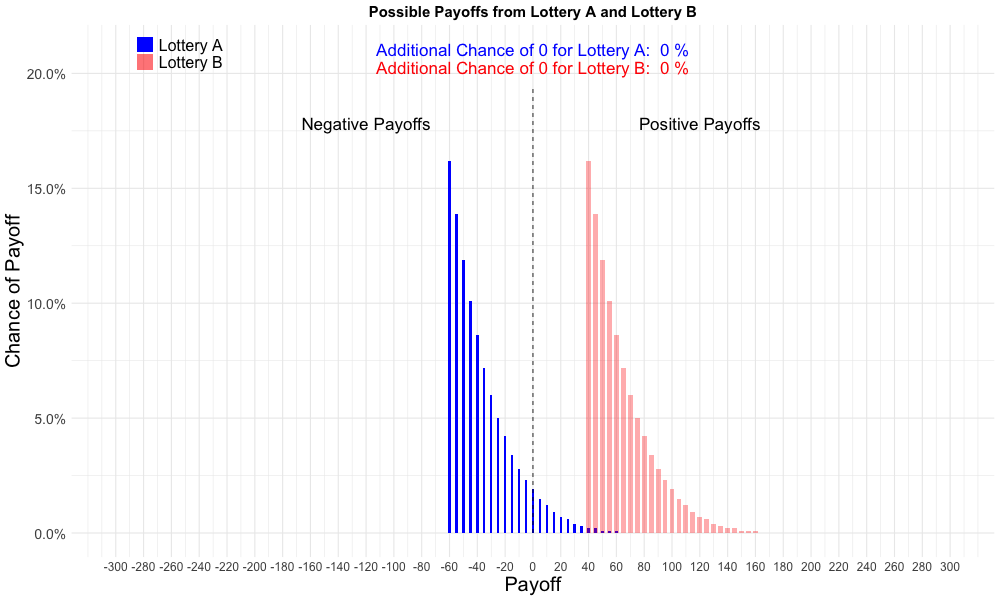 Possible Payoffs from Lottery A and Lottery B
Lottery A
Lottery B
Additional Chance of 0 for Lottery A:  0 %
Additional Chance of 0 for Lottery B:  0 %
Negative Payoffs
Positive Payoffs
Chance of Payoff
20.0%
15.0%
10.0%
5.0%
0.0%
-300 -280 -260 -240 -220 -200 -180 -160 -140 -120 -100 -80 -60 -40 -20 0 20 40 60 80 100 120 140 160 180 200 220 240 260 280 300
Payoff